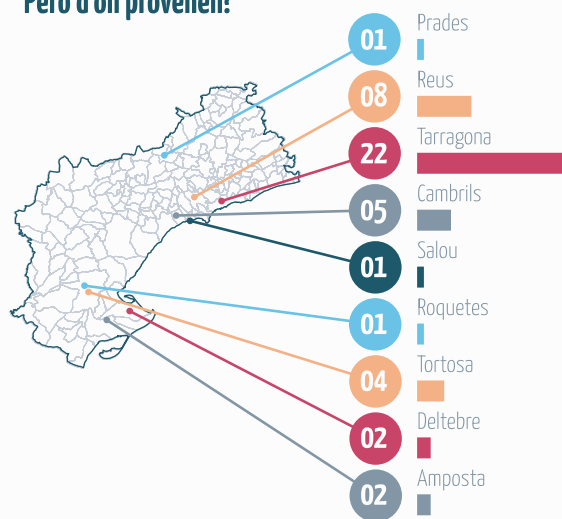 Però d'on provenen?
01 Prades
08 Reus
22 Tarragona
05 Cambrils
01 Salou
01 Roquetes
04 Tortosa
02 Deltebre
02 Amposta